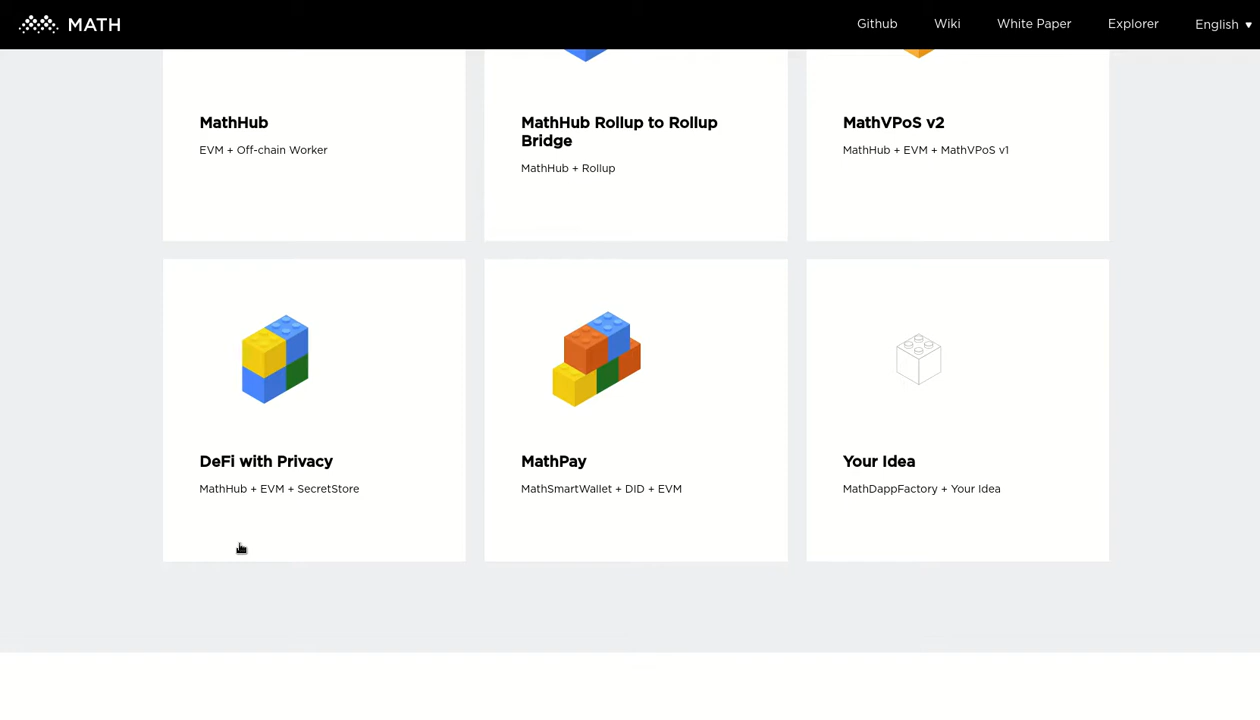 MATH
Github
Wiki
White Paper
Explorer
English ▼
MathHub
EVM + Off-chain Worker
MathHub Rollup to Rollup
Bridge
MathHub + Rollup
MathVPoS v2
MathHub + EVM + MathVPoS v1
DeFi with Privacy
MathHub + EVM + SecretStore
MathPay
MathSmartWallet + DID + EVM
Your Idea
MathDappFactory + Your Idea